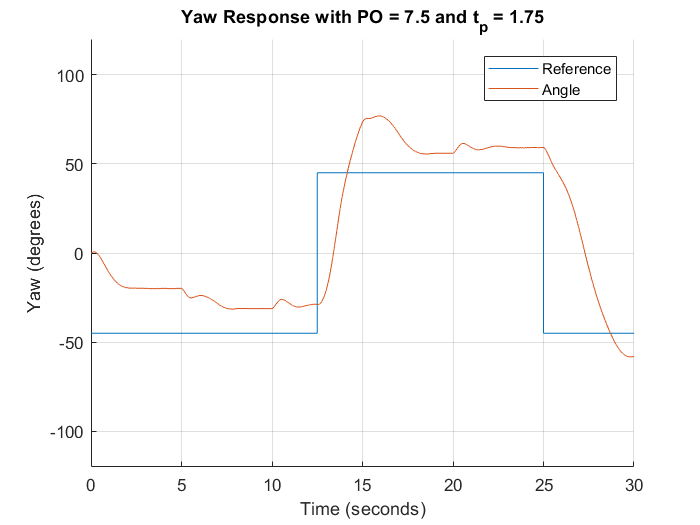 Yaw Response with PO = 7.5 and tp = 1.75
Reference
Angle
100
50
0
-50
-100
Yaw (degrees)
0 5 10 15 20 25 30
Time (seconds)